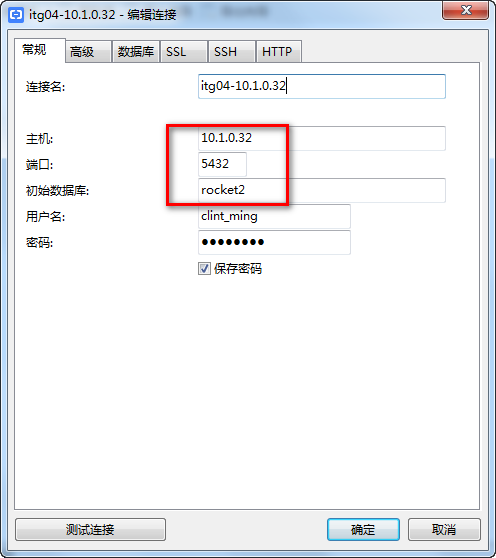 itg04-10.1.0.32 - 编辑连接
常规 高级 数据库 SSL SSH HTTP
连接名: itg04-10.1.0.32
主机: 10.1.0.32
端口: 5432
初始数据库: rocket2
用户名: clint_ming
密码: ●●●●●●●●
保存密码
测试连接 确定 取消